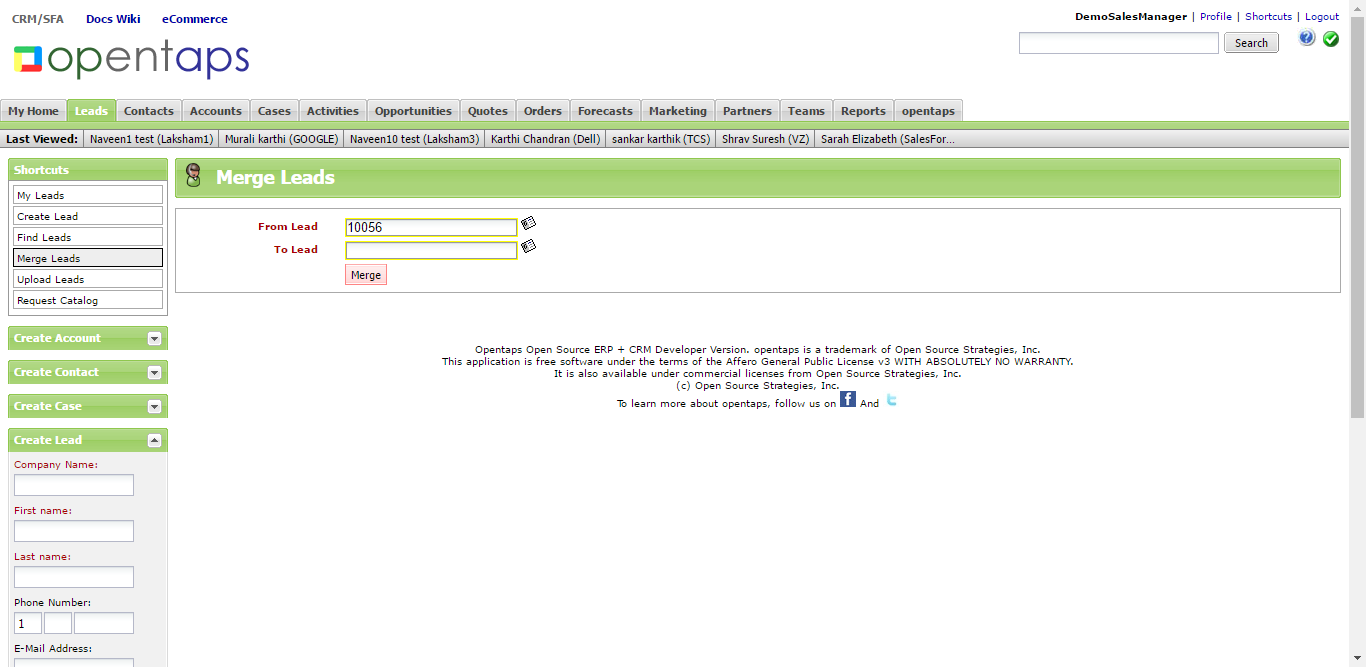 CRM/SFA Docs Wiki eCommerce
DemoSalesManager | Profile | Shortcuts | Logout
opentaps
Search
My Home Leads Contacts Accounts Cases Activities Opportunities Quotes Orders Forecasts Marketing Partners Teams Reports opentaps
Last Viewed: Naveen1 test (Laksham1) Murali karthi (GOOGLE) Naveen10 test (Laksham3) Karthi Chandran (Dell) sankar karthik (TCS) Shrav Suresh (VZ) Sarah Elizabeth (SalesFor...
Shortcuts
My Leads
Create Lead
Find Leads
Merge Leads
Upload Leads
Request Catalog
Create Account
Create Contact
Create Case
Create Lead
Company Name:
First name:
Last name:
Phone Number:
1
E-Mail Address:
Merge Leads
From Lead 10056
To Lead
Merge
Opentaps Open Source ERP + CRM Developer Version. opentaps is a trademark of Open Source Strategies, Inc.
This application is free software under the terms of the Affero General Public License v3 WITH ABSOLUTELY NO WARRANTY.
It is also available under commercial licenses from Open Source Strategies, Inc.
(c) Open Source Strategies, Inc.
To learn more about opentaps, follow us on f And t